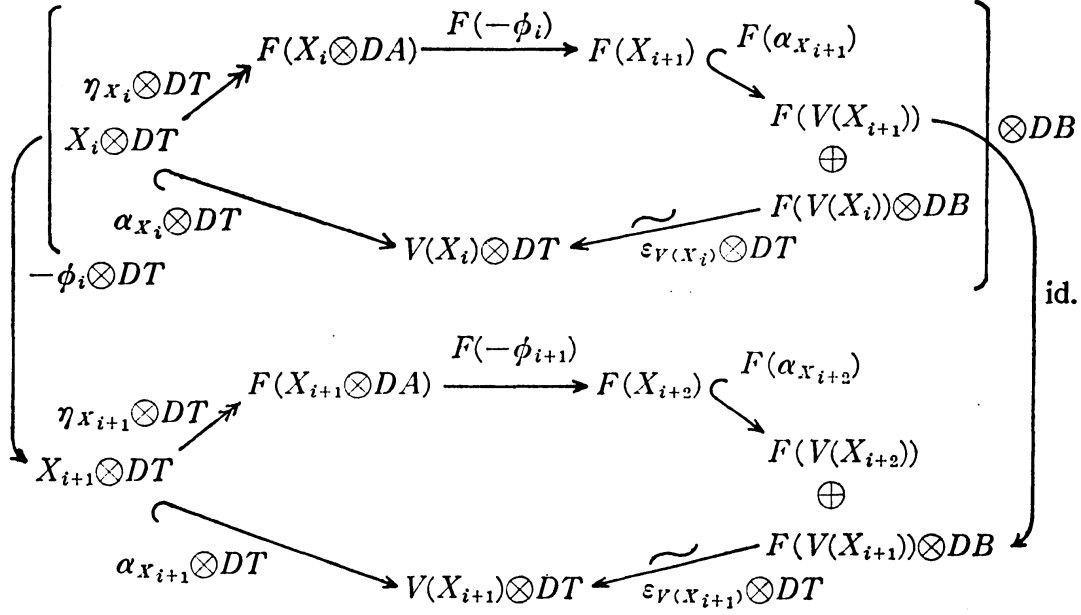 F(−ϕ_i)
F(X_i⊗DA) F(X_{i+1}) F(α_{X_{i+1}})
η_{X_i}⊗DT
X_i⊗DT F(V(X_{i+1})) ⊗DB
⊕
α_{X_i}⊗DT F(V(X_i))⊗DB
V(X_i)⊗DT ε_{V(X_i)}⊗DT
−ϕ_i⊗DT id.
F(−ϕ_{i+1})
F(X_{i+1}⊗DA) F(X_{i+2}) F(α_{X_{i+2}})
η_{X_{i+1}}⊗DT
X_{i+1}⊗DT F(V(X_{i+2}))
⊕
α_{X_{i+1}}⊗DT F(V(X_{i+1}))⊗DB
V(X_{i+1})⊗DT ε_{V(X_{i+1})}⊗DT